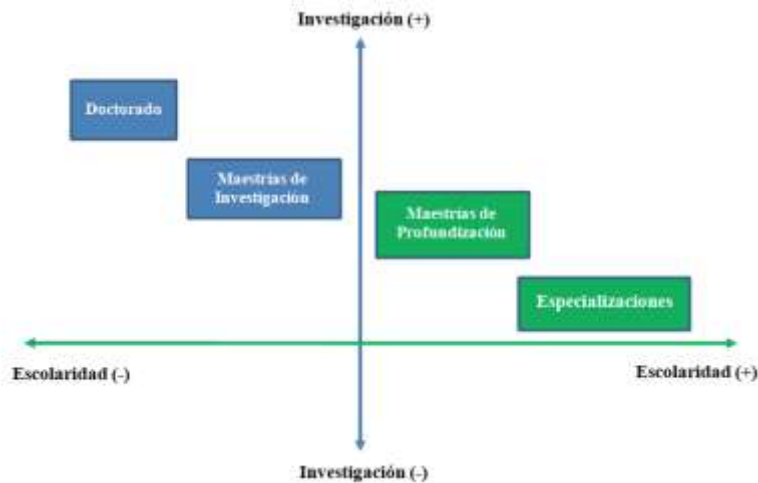 Investigación (+)
Doctorado
Maestrías de
Investigación
Maestrías de
Profundización
Especializaciones
Escolaridad (-)
Escolaridad (+)
Investigación (-)